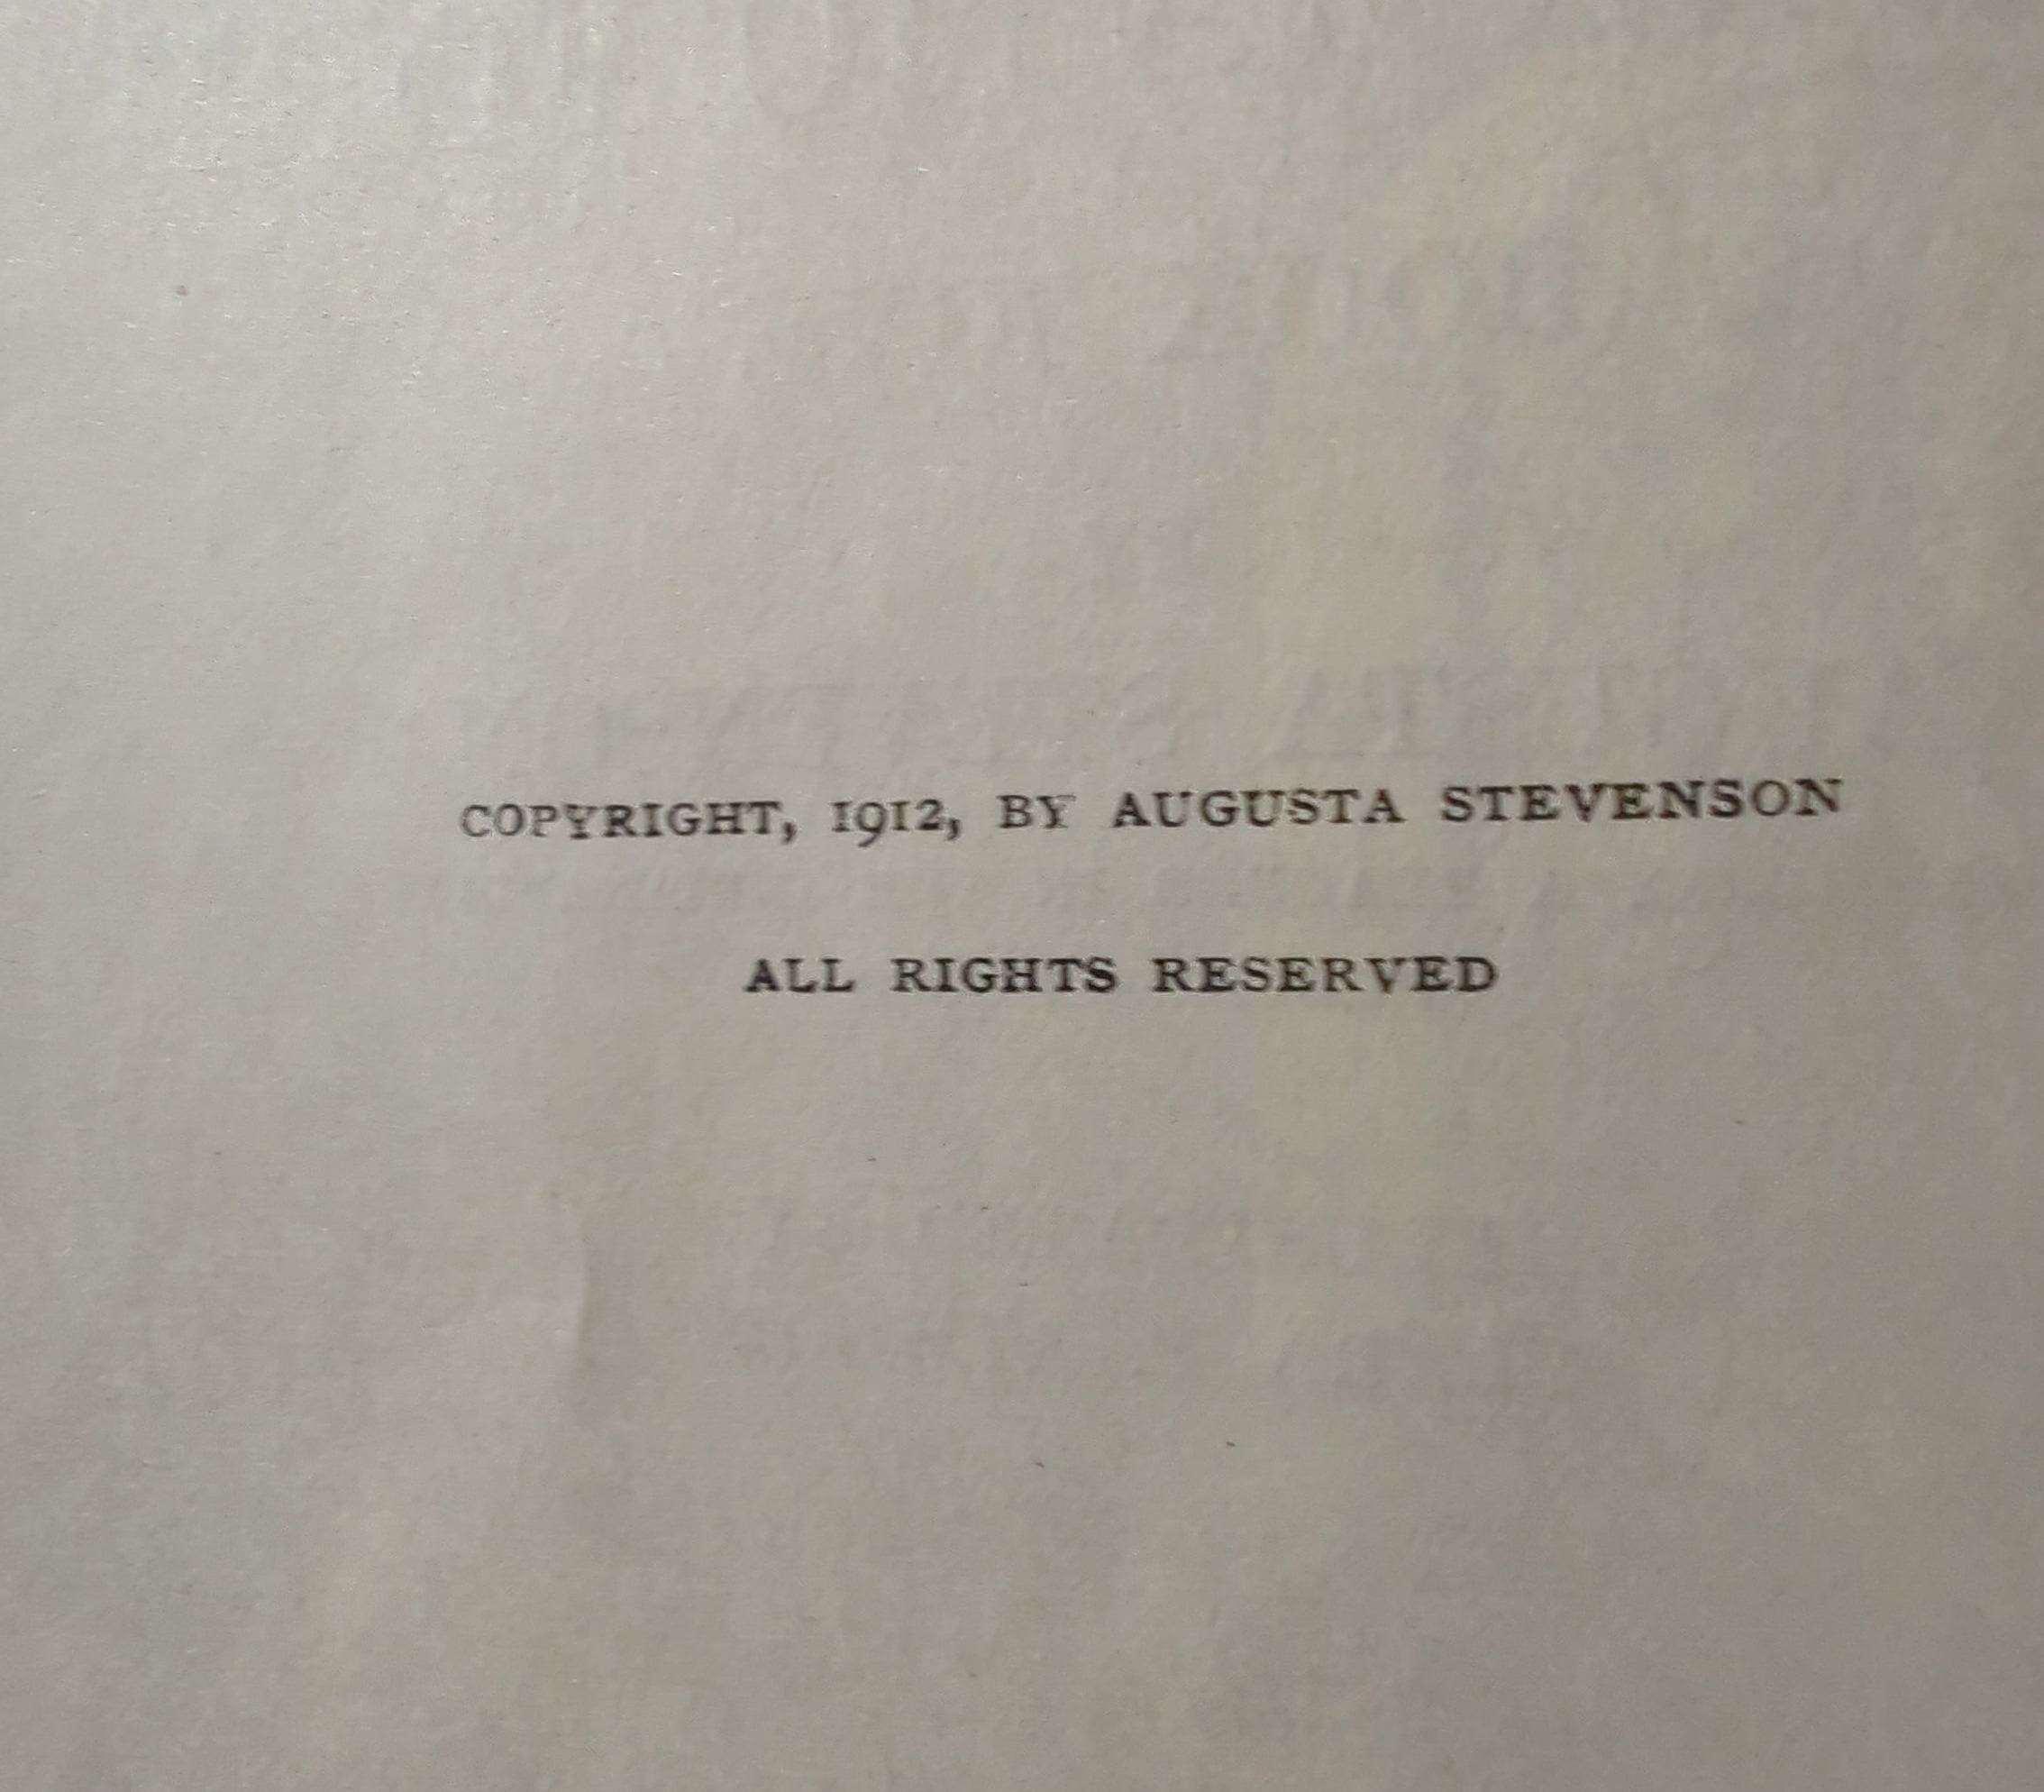 COPYRIGHT, 1912, BY AUGUSTA STEVENSON
ALL RIGHTS RESERVED